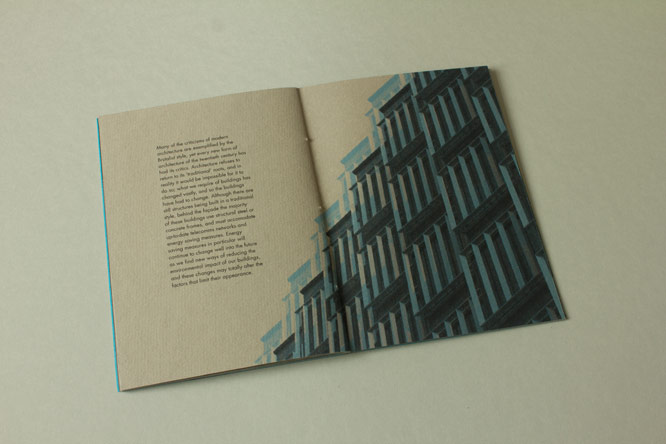 Many of the criticisms of modern
architecture are exemplified by the
Brutalist style, yet every new form of
architecture of the twentieth century has
had its critics. Architecture refuses to
return to its 'traditional' roots, and in
reality it would be impossible for it to
do so; what we require of buildings has
changed vastly, and so the buildings
have had to change. Although there are
still structures being built in a traditional
style, behind the façade the majority
of these buildings use structural steel or
concrete frames, and must accomodate
up-to-date telecomms networks and
energy saving measures. Energy
saving measures in particular will
continue to change well into the future
as we find new ways of reducing the
environmental impact of our buildings,
and these changes may totally alter the
factors that limit their appearance.